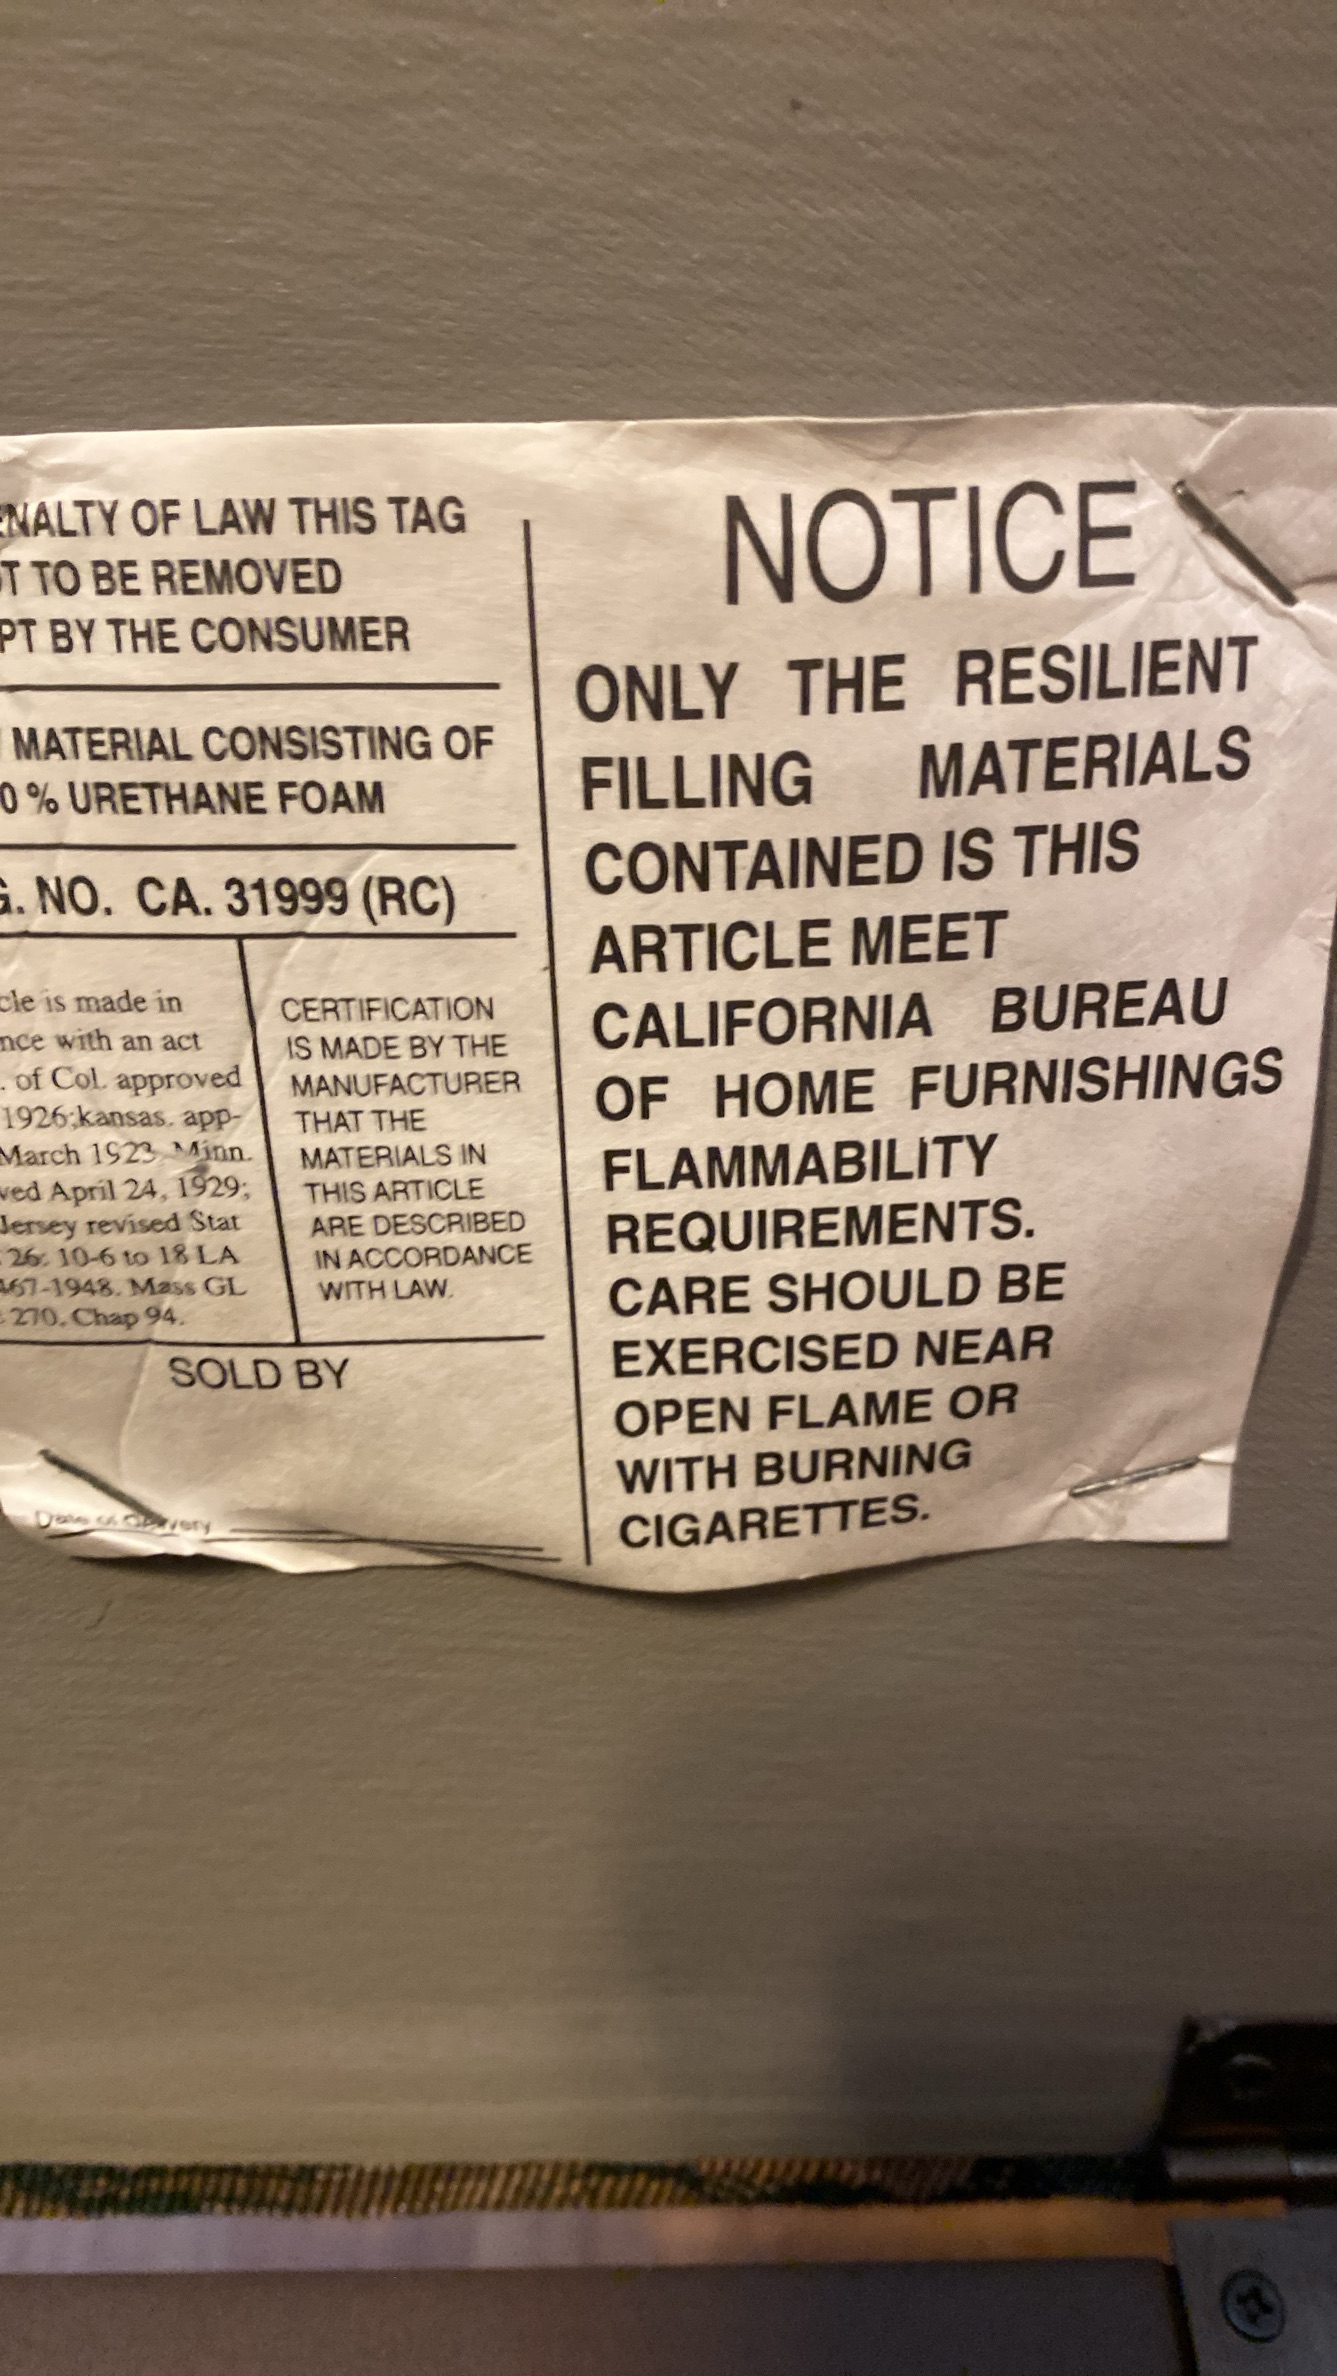 ENALTY OF LAW THIS TAG
T TO BE REMOVED
PT BY THE CONSUMER
MATERIAL CONSISTING OF
0 % URETHANE FOAM
G. NO. CA. 31999 (RC)
cle is made in
nce with an act
. of Col. approved
1926;kansas. app-
March 1923. Minn.
ved April 24, 1929;
Jersey revised Stat
26: 10-6 to 18 LA
467-1948. Mass GL
270. Chap 94.
CERTIFICATION
IS MADE BY THE
MANUFACTURER
THAT THE
MATERIALS IN
THIS ARTICLE
ARE DESCRIBED
IN ACCORDANCE
WITH LAW.
SOLD BY
Date of Delivery
NOTICE
ONLY THE RESILIENT
FILLING MATERIALS
CONTAINED IS THIS
ARTICLE MEET
CALIFORNIA BUREAU
OF HOME FURNISHINGS
FLAMMABILITY
REQUIREMENTS.
CARE SHOULD BE
EXERCISED NEAR
OPEN FLAME OR
WITH BURNING
CIGARETTES.